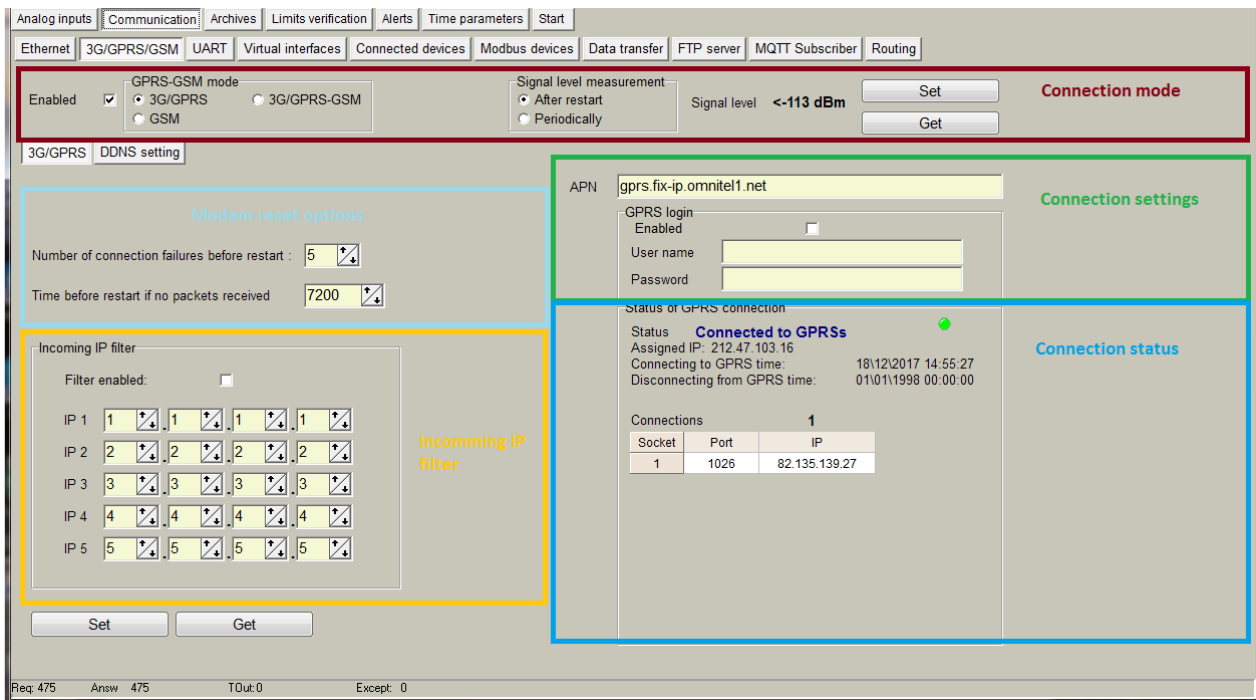 Analog inputs Communication Archives Limits verification Alerts Time parameters Start
Ethernet 3G/GPRS/GSM UART Virtual interfaces Connected devices Modbus devices Data transfer FTP server MQTT Subscriber Routing
Enabled
GPRS-GSM mode
3G/GPRS 3G/GPRS-GSM
GSM
Signal level measurement
After restart
Periodically
Signal level <-113 dBm
Set
Get
Connection mode
3G/GPRS DDNS setting
Modem reset options
Number of connection failures before restart : 5
Time before restart if no packets received 7200
APN gprs.fix-ip.omnitel1.net
GPRS login
Enabled
User name
Password
Connection settings
Incoming IP filter
Filter enabled:
IP 1 1 . 1 . 1 . 1
IP 2 2 . 2 . 2 . 2
IP 3 3 . 3 . 3 . 3
IP 4 4 . 4 . 4 . 4
IP 5 5 . 5 . 5 . 5
Incomming IP
filter
Status of GPRS connection
Status Connected to GPRSs
Assigned IP: 212.47.103.16
Connecting to GPRS time: 18\12\2017 14:55:27
Disconnecting from GPRS time: 01\01\1998 00:00:00
Connections 1
Socket Port IP
1 1026 82.135.139.27
Connection status
Set Get
Req: 475 Answ 475 TOut:0 Except: 0